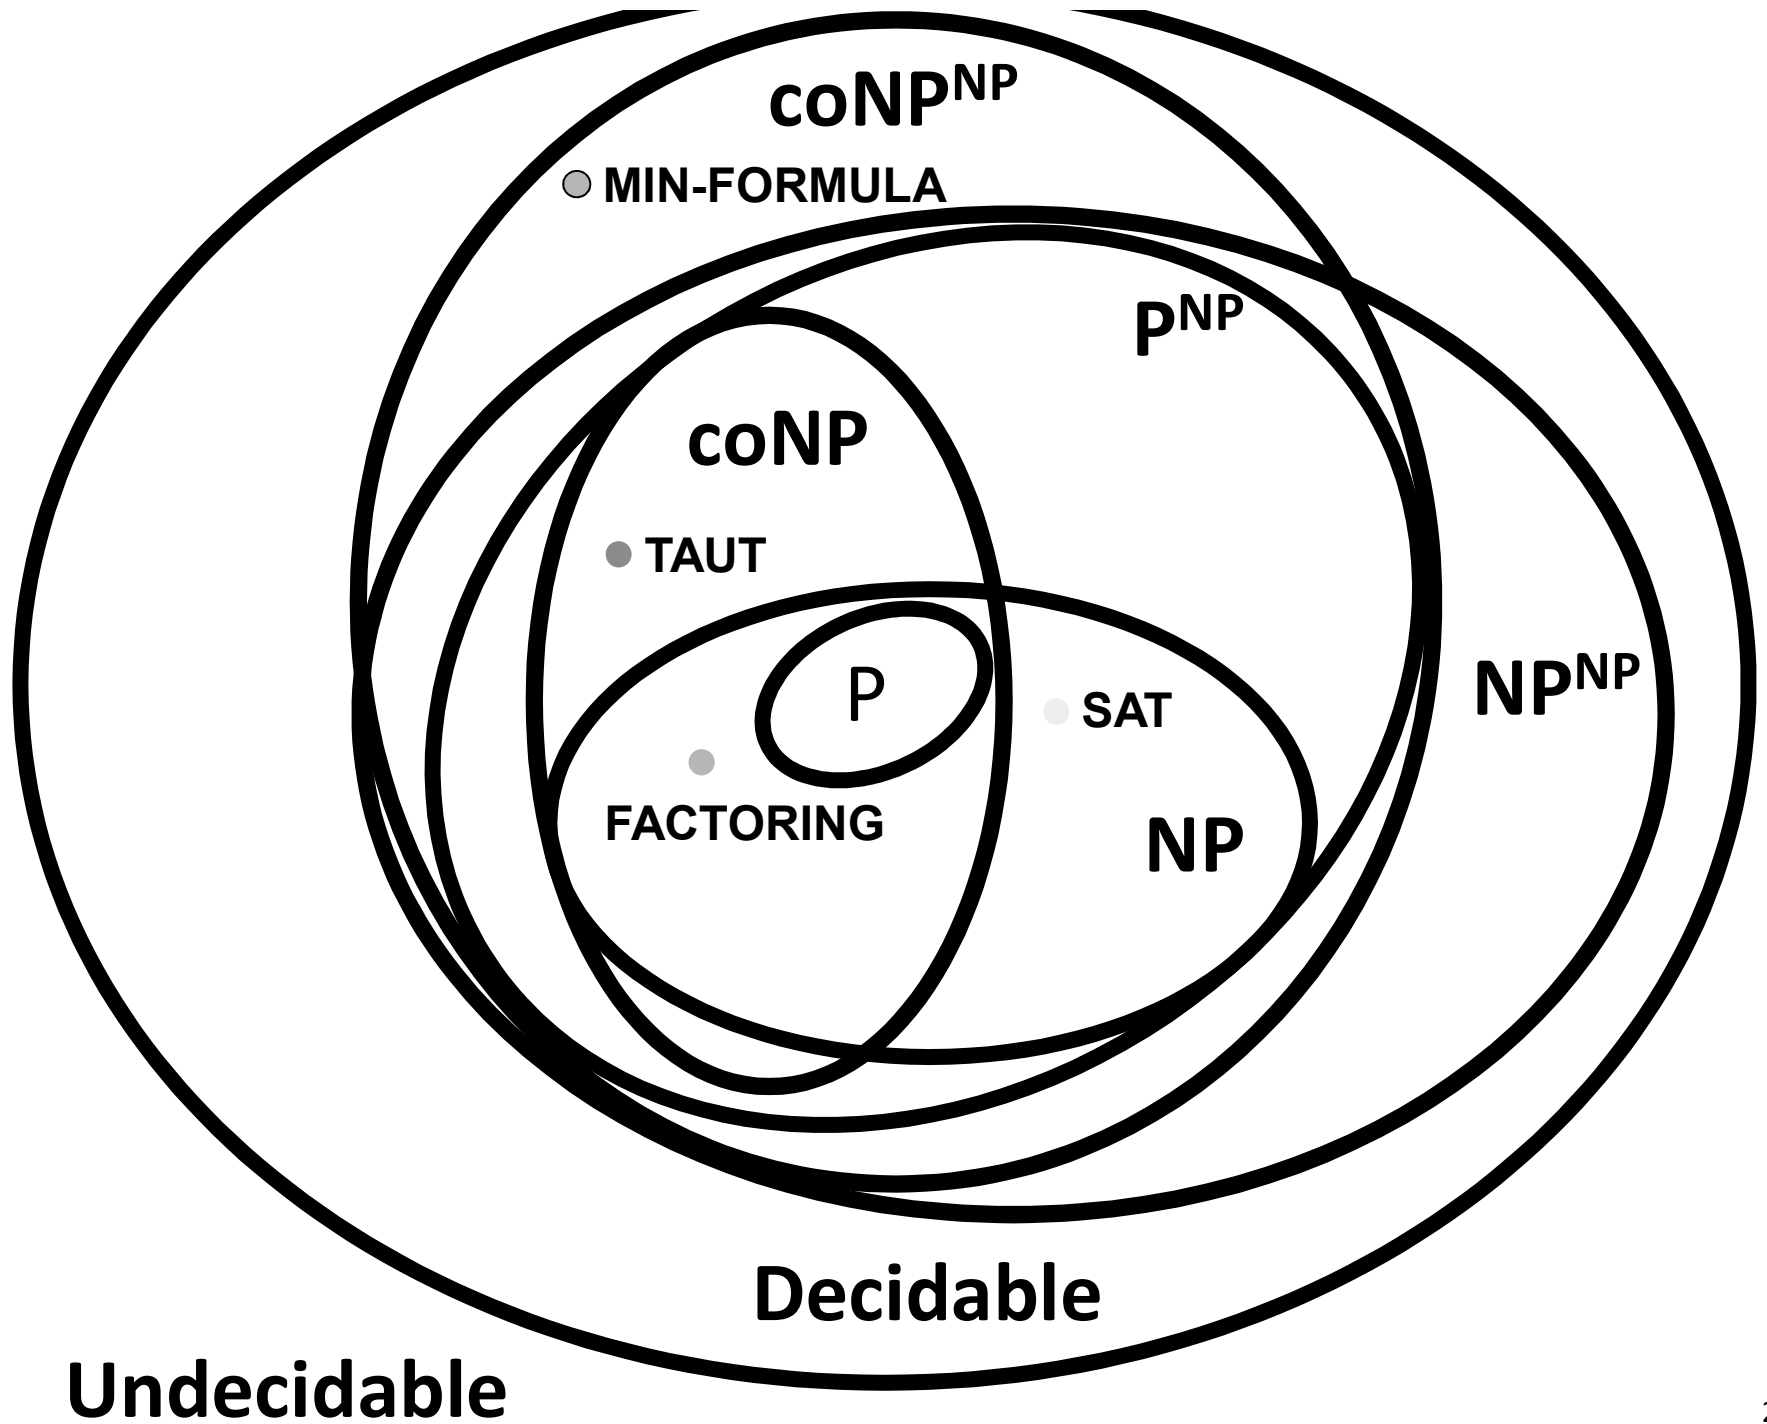 coNP^NP
MIN-FORMULA
P^NP
coNP
TAUT
P
SAT
NP^NP
FACTORING
NP
Decidable
Undecidable